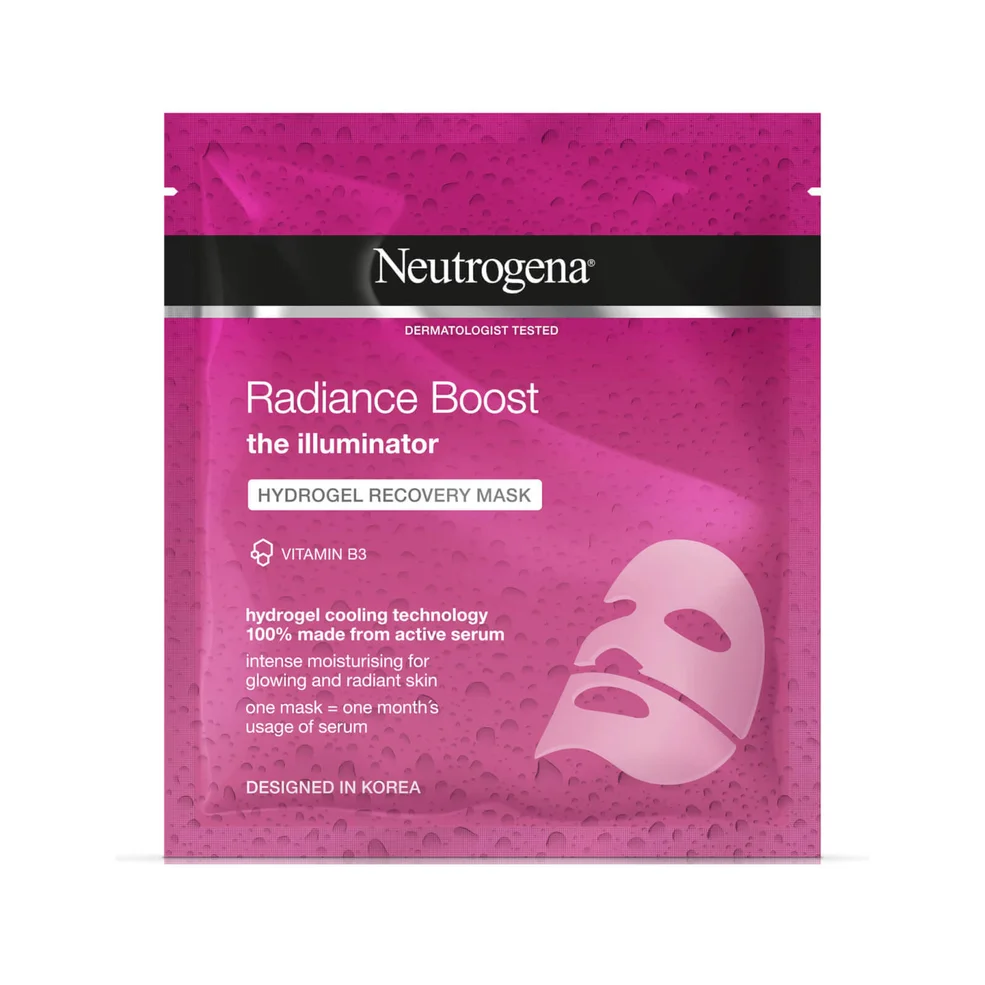 Neutrogena®
DERMATOLOGIST TESTED
Radiance Boost
the illuminator
HYDROGEL RECOVERY MASK
VITAMIN B3
hydrogel cooling technology
100% made from active serum
intense moisturising for
glowing and radiant skin
one mask = one month's
usage of serum
DESIGNED IN KOREA